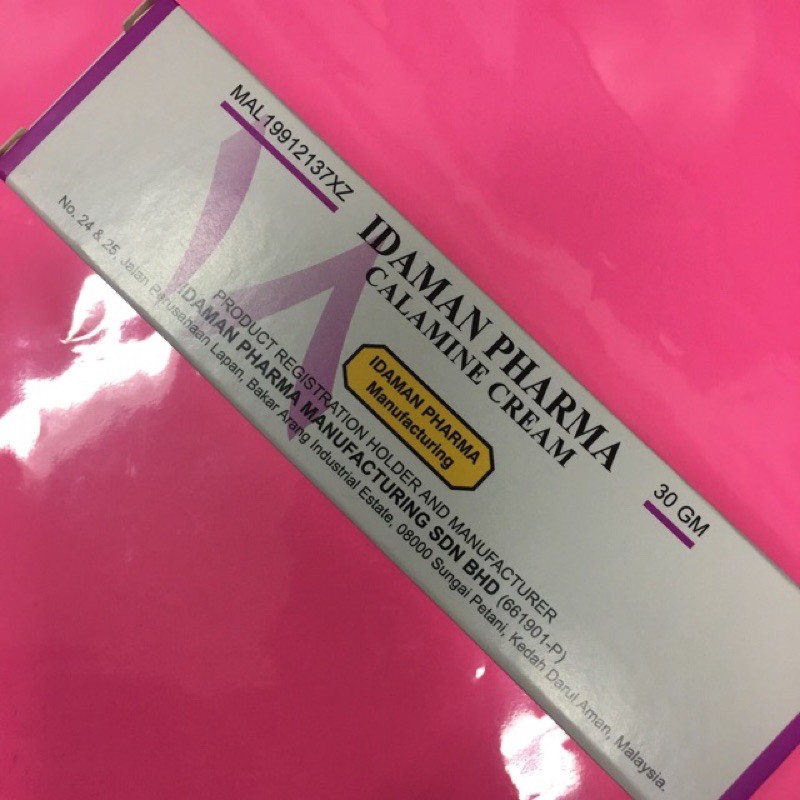 MAL19912137XZ
IDAMAN PHARMA
CALAMINE CREAM
30 GM
IDAMAN PHARMA
Manufacturing
PRODUCT REGISTRATION HOLDER AND MANUFACTURER
IDAMAN PHARMA MANUFACTURING SDN BHD (661901-P)
No. 24 & 25, Jalan Perusahaan Lapan, Bakar Arang Industrial Estate, 08000 Sungai Petani, Kedah Darul Aman, Malaysia.